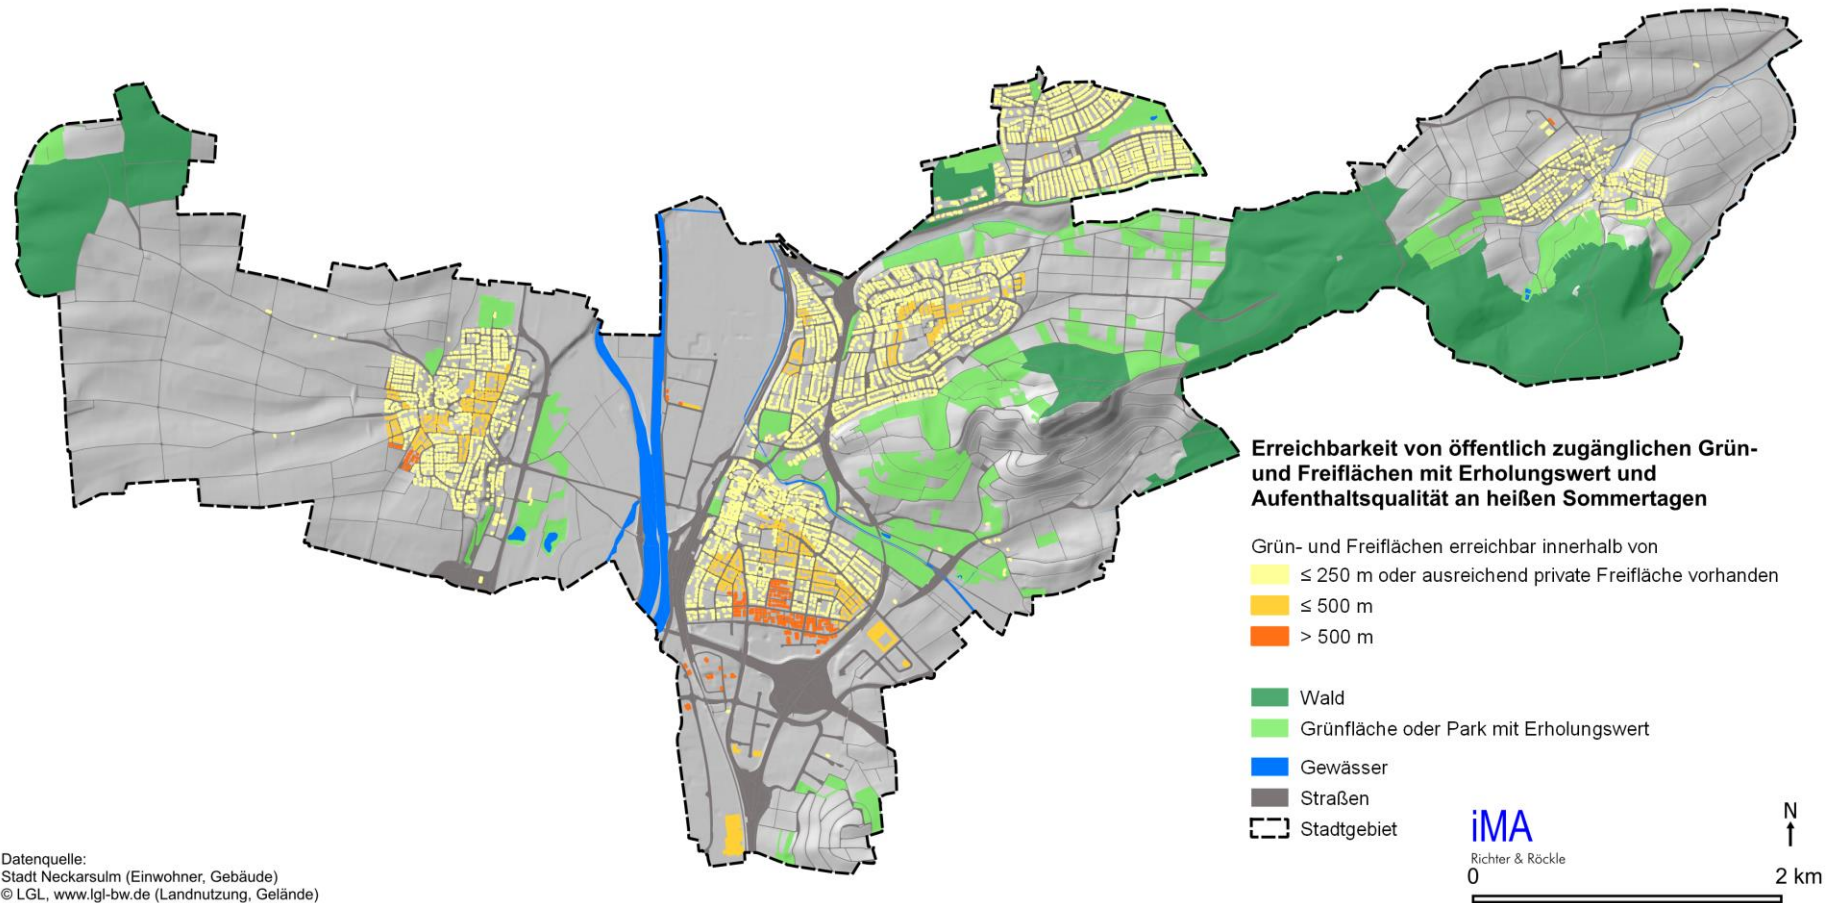 Erreichbarkeit von öffentlich zugänglichen Grün-
und Freiflächen mit Erholungswert und
Aufenthaltsqualität an heißen Sommertagen
Grün- und Freiflächen erreichbar innerhalb von
≤ 250 m oder ausreichend private Freifläche vorhanden
≤ 500 m
> 500 m
Wald
Grünfläche oder Park mit Erholungswert
Gewässer
Straßen
Stadtgebiet
iMA
Richter & Röckle
N
0 2 km
Datenquelle:
Stadt Neckarsulm (Einwohner, Gebäude)
© LGL, www.lgl-bw.de (Landnutzung, Gelände)